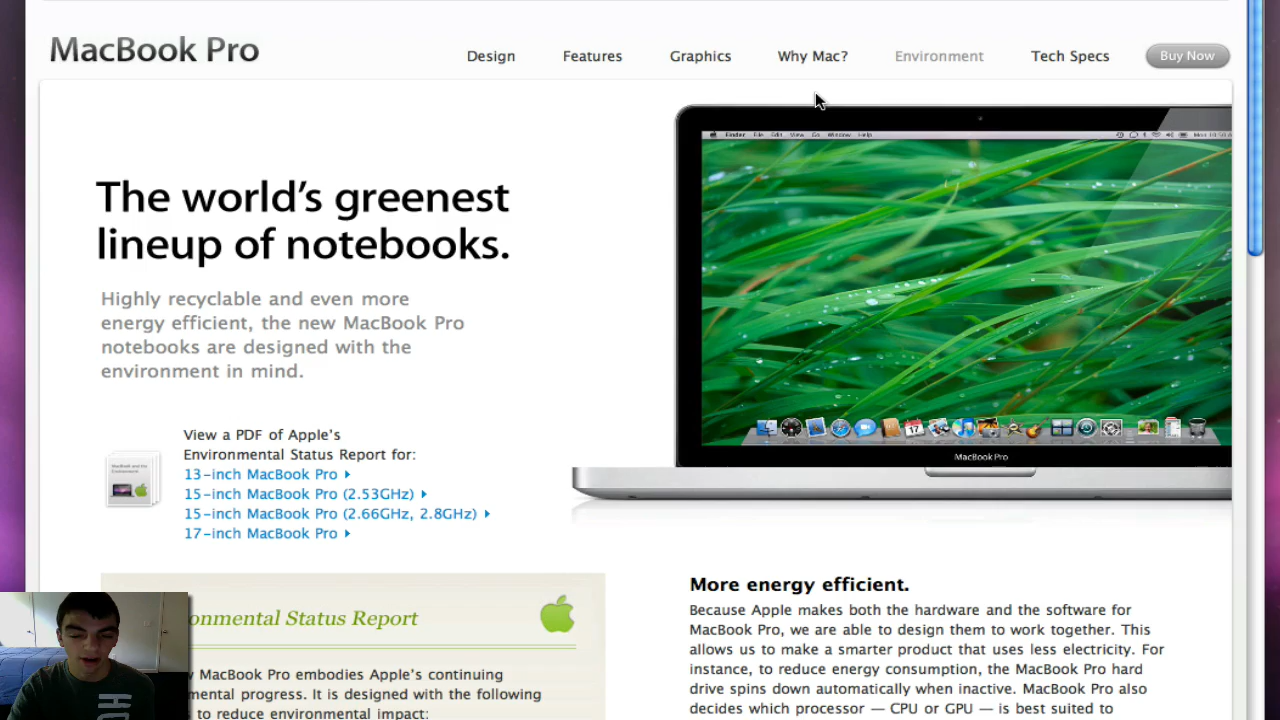 MacBook Pro
Design
Features
Graphics
Why Mac?
Environment
Tech Specs
Buy Now
Finder File Edit View Go Window Help
The world's greenest
lineup of notebooks.
Highly recyclable and even more
energy efficient, the new MacBook Pro
notebooks are designed with the
environment in mind.
MacBook Pro
View a PDF of Apple's
Environmental Status Report for:
13-inch MacBook Pro
15-inch MacBook Pro (2.53GHz)
15-inch MacBook Pro (2.66GHz, 2.8GHz)
17-inch MacBook Pro
onmental Status Report
MacBook Pro embodies Apple's continuing
mental progress. It is designed with the following
to reduce environmental impact:
More energy efficient.
Because Apple makes both the hardware and the software for
MacBook Pro, we are able to design them to work together. This
allows us to make a smarter product that uses less electricity. For
instance, to reduce energy consumption, the MacBook Pro hard
drive spins down automatically when inactive. MacBook Pro also
decides which processor — CPU or GPU — is best suited to